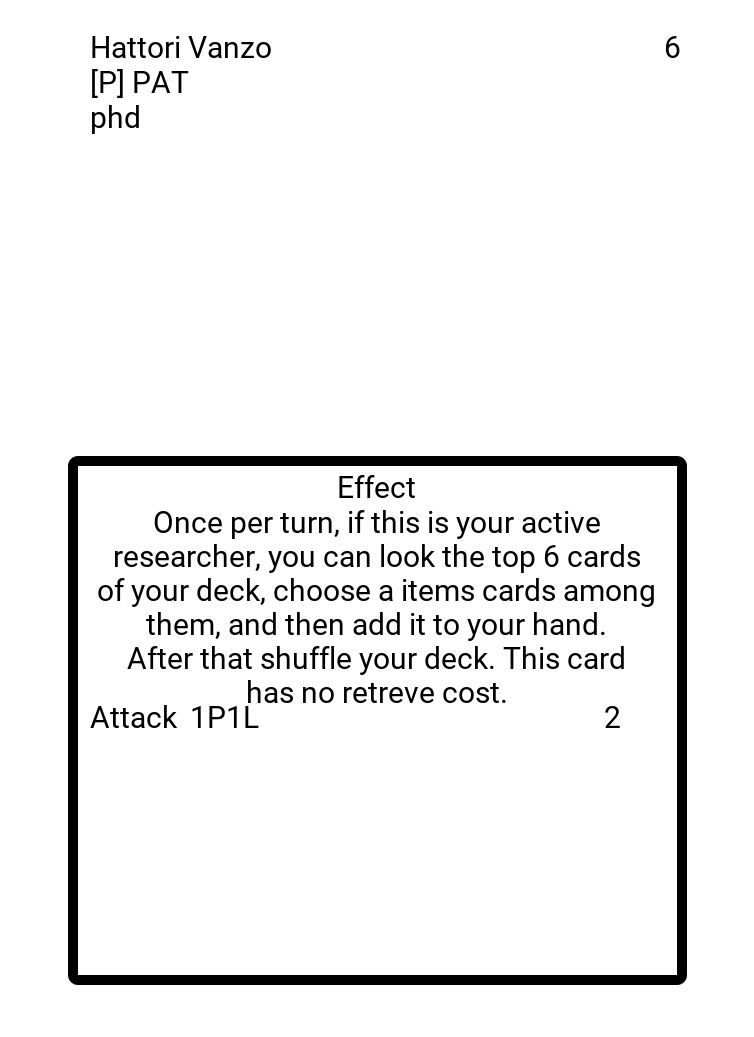 Hattori Vanzo 6
[P] PAT
phd
Effect
Once per turn, if this is your active
researcher, you can look the top 6 cards
of your deck, choose a items cards among
them, and then add it to your hand.
After that shuffle your deck. This card
has no retreve cost.
Attack 1P1L 2